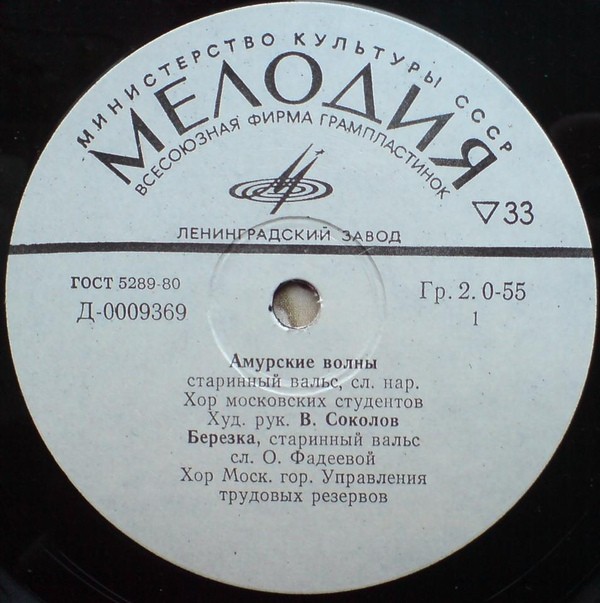 МИНИСТЕРСТВО КУЛЬТУРЫ СССР
МЕЛОДИЯ
ВСЕСОЮЗНАЯ ФИРМА ГРАМПЛАСТИНОК
▽33
ЛЕНИНГРАДСКИЙ ЗАВОД
ГОСТ 5289-80
Д-0009369
Гр. 2. 0-55
1
Амурские волны
старинный вальс, сл. нар.
Хор московских студентов
Худ. рук. В. Соколов
Березка, старинный вальс
сл. О. Фадеевой
Хор Моск. гор. Управления
трудовых резервов